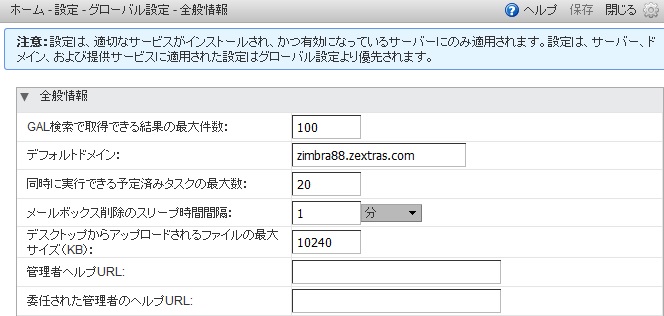 ホーム - 設定 - グローバル設定 - 全般情報
ヘルプ 保存 閉じる
注意: 設定は、適切なサービスがインストールされ、かつ有効になっているサーバーにのみ適用されます。設定は、サーバー、ド
メイン、および提供サービスに適用された設定はグローバル設定より優先されます。
全般情報
GAL検索で取得できる結果の最大件数: 100
デフォルトドメイン: zimbra88.zextras.com
同時に実行できる予定済みタスクの最大数: 20
メールボックス削除のスリープ時間間隔: 1 分
デスクトップからアップロードされるファイルの最大
サイズ(KB): 10240
管理者ヘルプURL:
委任された管理者のヘルプURL: